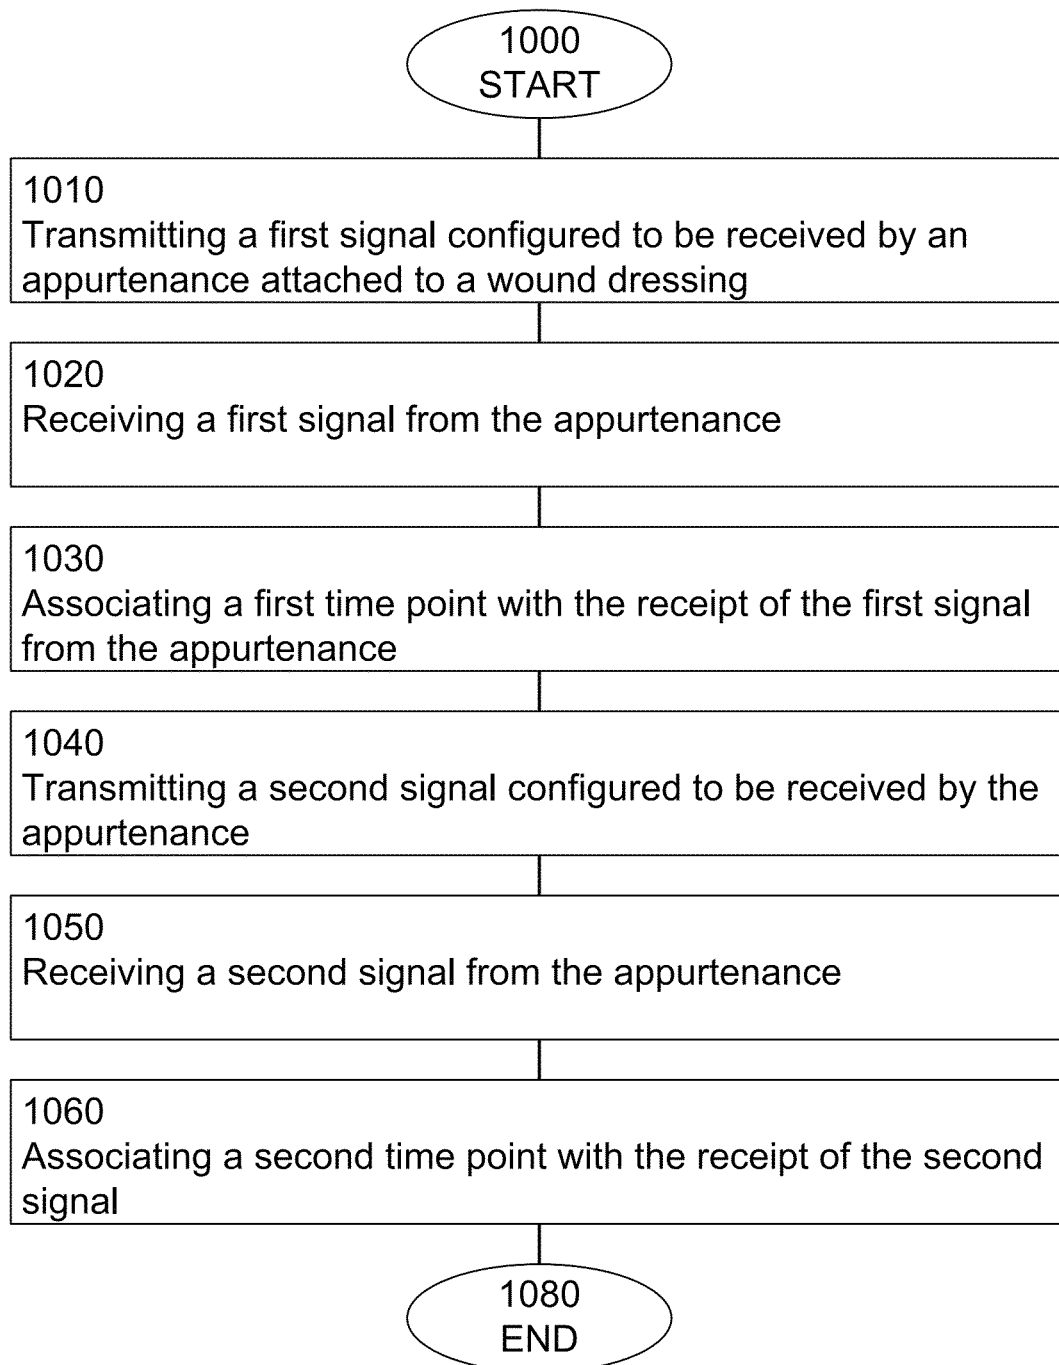 1000
START
1010
Transmitting a first signal configured to be received by an
appurtenance attached to a wound dressing
1020
Receiving a first signal from the appurtenance
1030
Associating a first time point with the receipt of the first signal
from the appurtenance
1040
Transmitting a second signal configured to be received by the
appurtenance
1050
Receiving a second signal from the appurtenance
1060
Associating a second time point with the receipt of the second
signal
1080
END